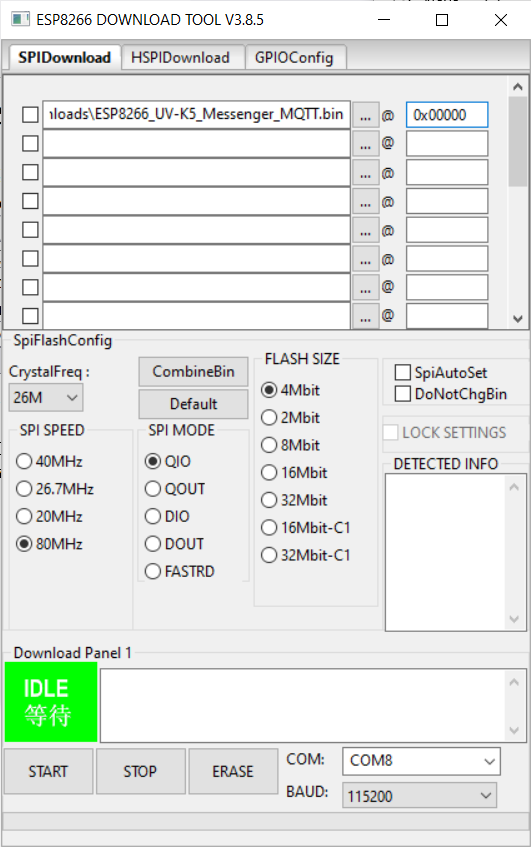 ESP8266 DOWNLOAD TOOL V3.8.5
SPIDownload HSPIDownload GPIOConfig
nloads\ESP8266_UV-K5_Messenger_MQTT.bin ... @ 0x00000
... @
... @
... @
... @
... @
... @
... @
SpiFlashConfig
CrystalFreq :
26M
CombineBin
Default
SPI SPEED
40MHz
26.7MHz
20MHz
80MHz
SPI MODE
QIO
QOUT
DIO
DOUT
FASTRD
FLASH SIZE
4Mbit
2Mbit
8Mbit
16Mbit
32Mbit
16Mbit-C1
32Mbit-C1
SpiAutoSet
DoNotChgBin
LOCK SETTINGS
DETECTED INFO
Download Panel 1
IDLE
等待
START STOP ERASE
COM: COM8
BAUD: 115200